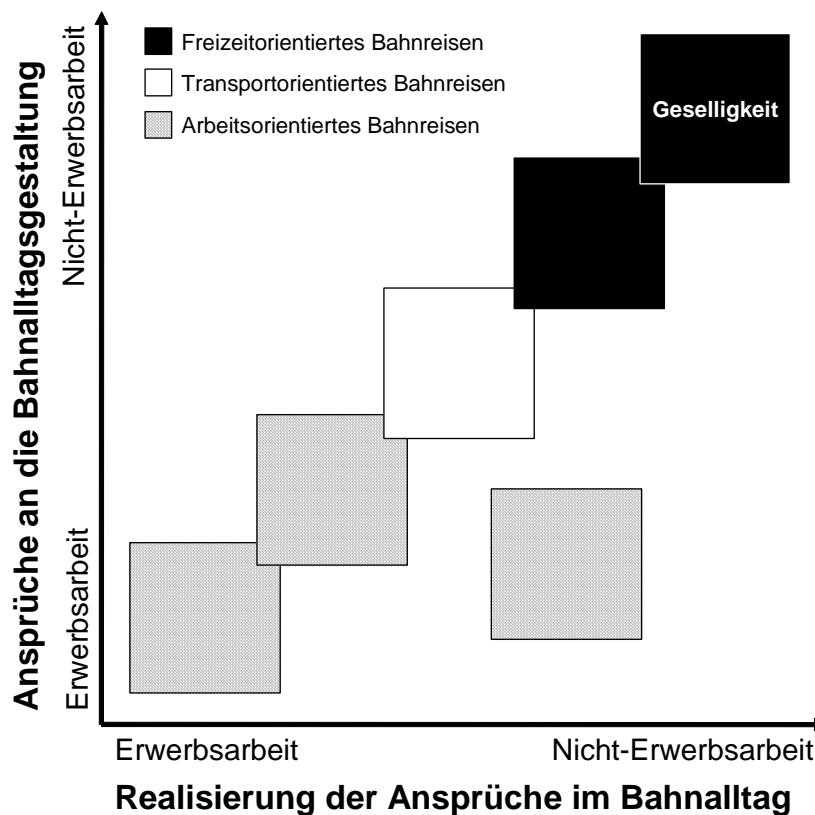 Freizeitorientiertes Bahnreisen
Transportorientiertes Bahnreisen
Arbeitsorientiertes Bahnreisen
Geselligkeit
Ansprüche an die Bahnalltagsgestaltung
Nicht-Erwerbsarbeit
Erwerbsarbeit
Erwerbsarbeit
Nicht-Erwerbsarbeit
Realisierung der Ansprüche im Bahnalltag